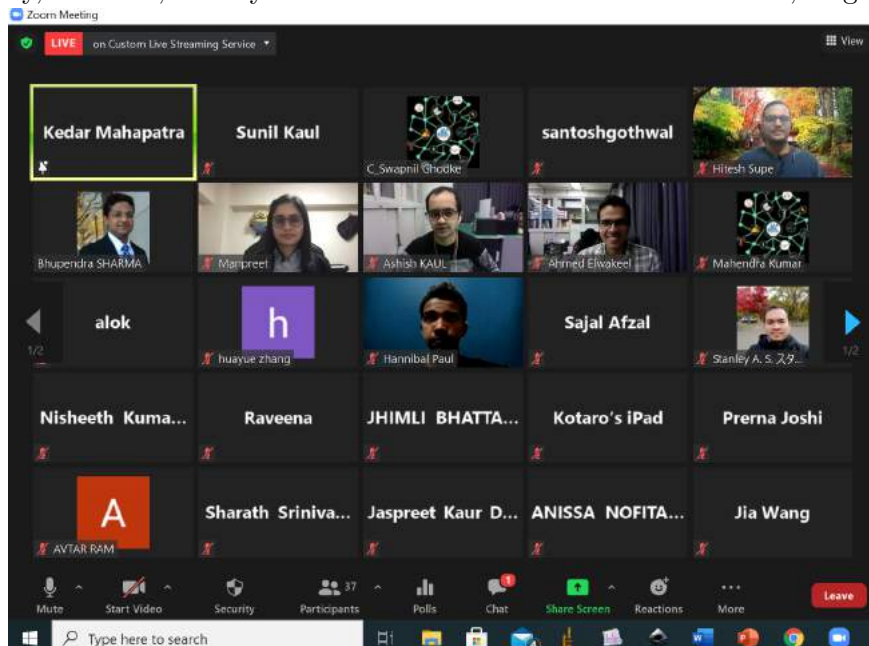 Zoom Meeting
LIVE on Custom Live Streaming Service
View
Kedar Mahapatra
Sunil Kaul
C_Swapnil Ghodke
santoshgothwal
Hitesh Supe
Bhupendra SHARMA
Manpreet
Ashish KAUL
Ahmed Elwakeel
Mahendra Kumar
alok
h
huayue zhang
Hannibal Paul
Sajal Afzal
Stanley A. S. スタ...
1/2
1/2
Nisheeth Kuma...
Raveena
JHIMLI BHATTA...
Kotaro's iPad
Prerna Joshi
A
AVTAR RAM
Sharath Sriniva...
Jaspreet Kaur D...
ANISSA NOFITA...
Jia Wang
37
1
Mute
Start Video
Security
Participants
Polls
Chat
Share Screen
Reactions
More
Leave
Type here to search